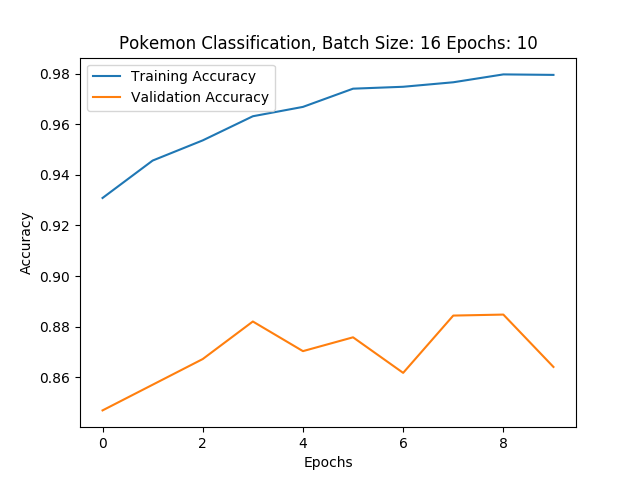 Pokemon Classification, Batch Size: 16 Epochs: 10
Training Accuracy
Validation Accuracy
0.98
0.96
0.94
0.92
0.90
0.88
0.86
Accuracy
0 2 4 6 8
Epochs